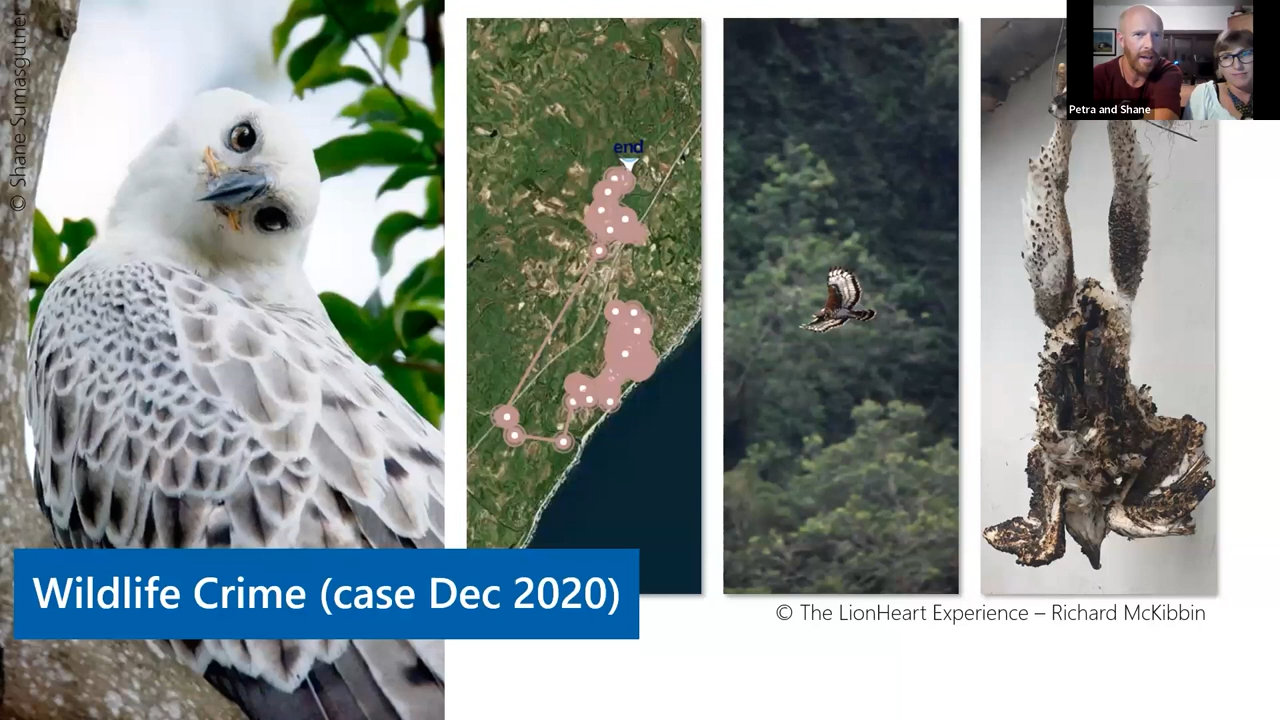 © Shane Sumasgutner
end
Petra and Shane
Wildlife Crime (case Dec 2020)
© The LionHeart Experience – Richard McKibbin